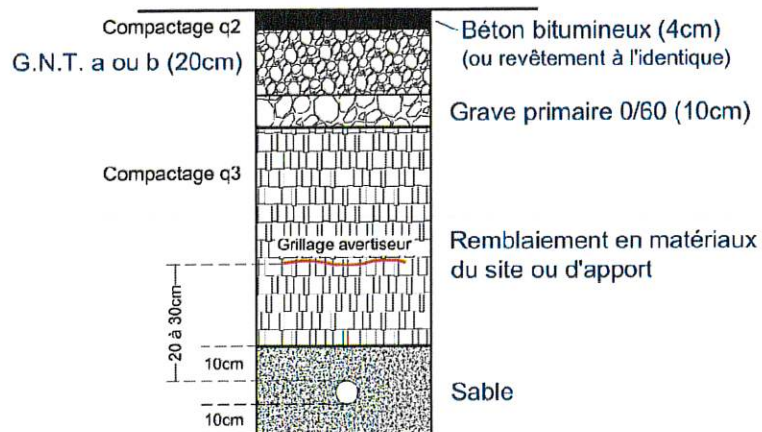 Compactage q2
Béton bitumineux (4cm)
(ou revêtement à l'identique)
G.N.T. a ou b (20cm)
Grave primaire 0/60 (10cm)
Compactage q3
Grillage avertiseur
Remblaiement en matériaux
du site ou d'apport
20 à 30cm
10cm
Sable
10cm